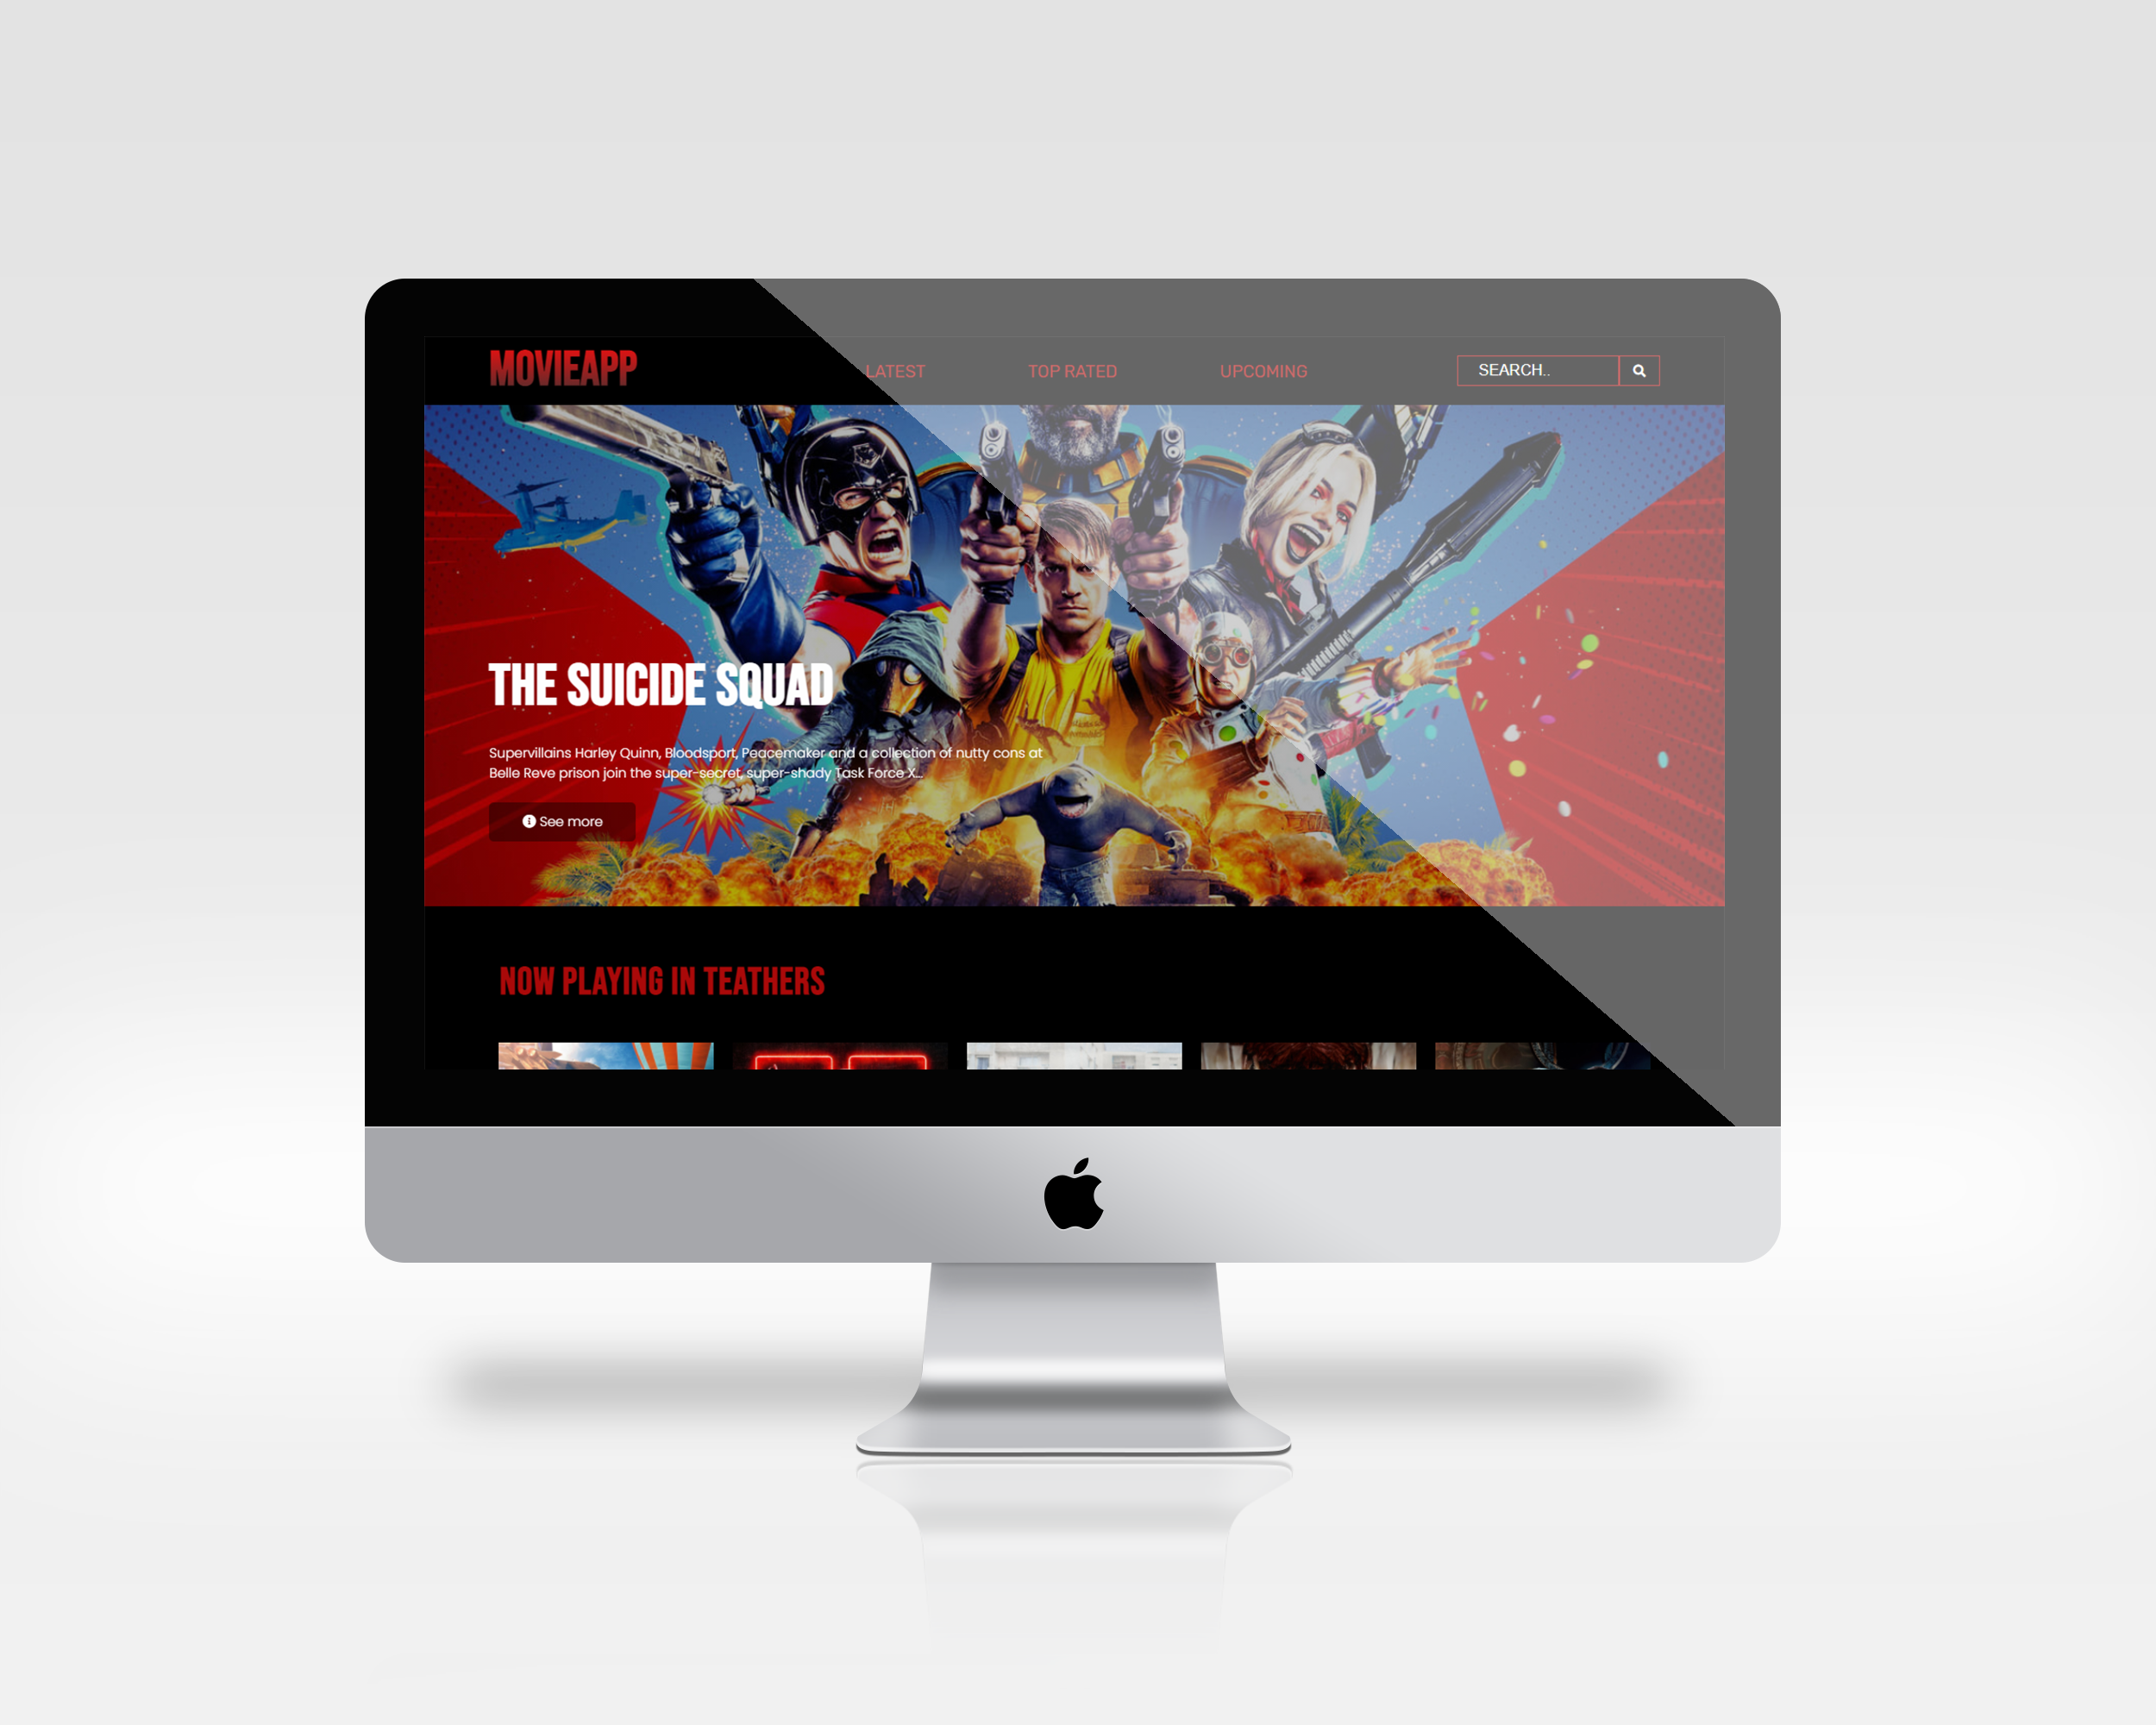 MOVIEAPP
LATEST
TOP RATED
UPCOMING
SEARCH..
THE SUICIDE SQUAD
Supervillains Harley Quinn, Bloodsport, Peacemaker and a collection of nutty cons at
Belle Reve prison join the super-secret, super-shady Task Force X...
See more
NOW PLAYING IN TEATHERS